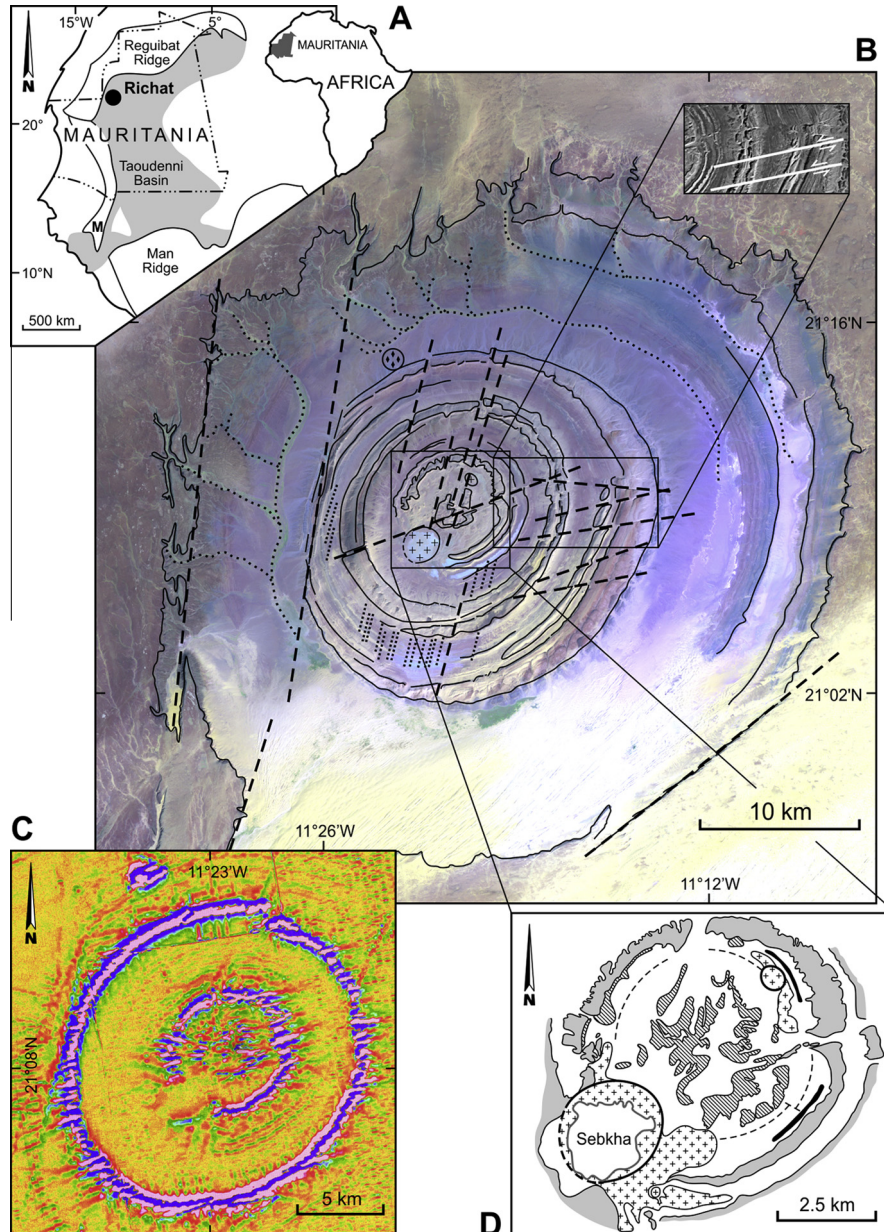 A
15°W
5°
N
Reguibat
Ridge
Richat
20°
MAURITANIA
Taoudenni
Basin
M
Man
Ridge
10°N
500 km
MAURITANIA
AFRICA
B
21°16'N
21°02'N
10 km
11°26'W
11°12'W
C
N
11°23'W
21°08'N
5 km
N
Sebkha
2.5 km
D